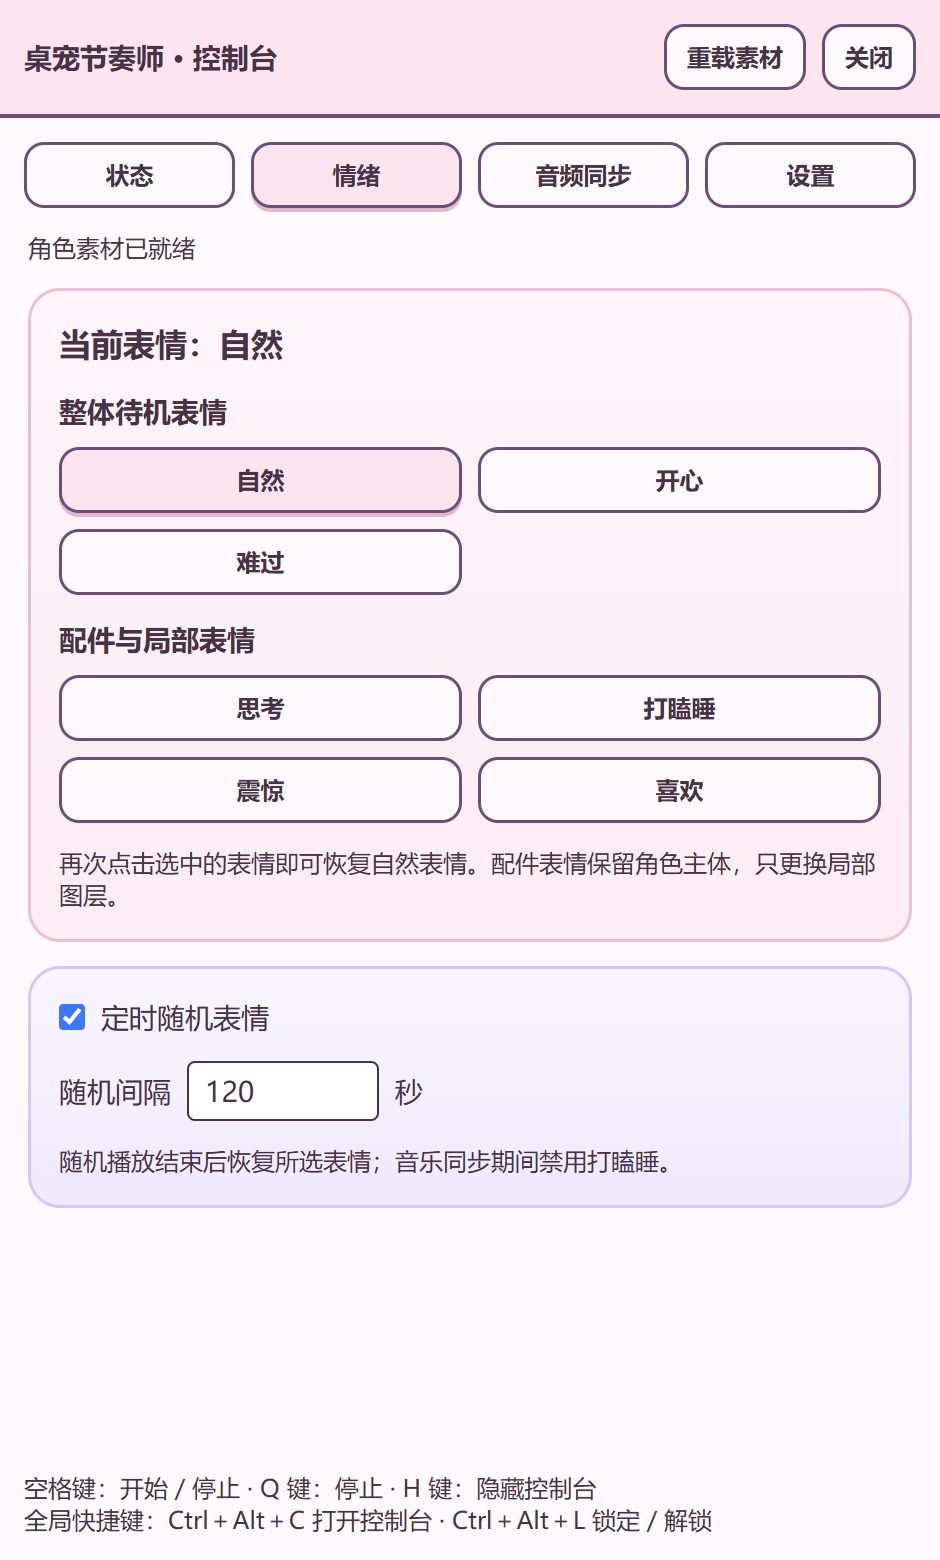 桌宠节奏师 • 控制台
重载素材
关闭
状态
情绪
音频同步
设置
角色素材已就绪
当前表情：自然
整体待机表情
自然
开心
难过
配件与局部表情
思考
打瞌睡
震惊
喜欢
再次点击选中的表情即可恢复自然表情。配件表情保留角色主体，只更换局部
图层。
定时随机表情
随机间隔 120 秒
随机播放结束后恢复所选表情；音乐同步期间禁用打瞌睡。
空格键：开始 / 停止 · Q 键：停止 · H 键：隐藏控制台
全局快捷键：Ctrl + Alt + C 打开控制台 · Ctrl + Alt + L 锁定 / 解锁